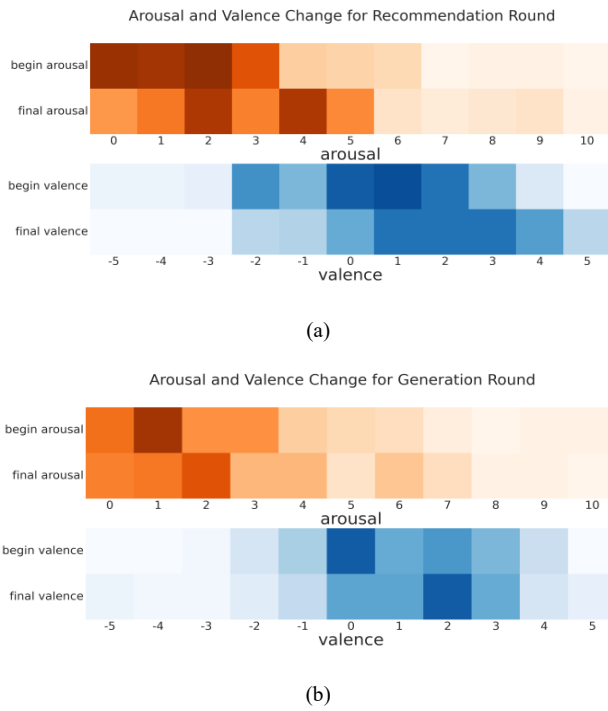 Arousal and Valence Change for Recommendation Round
begin arousal
final arousal
0 1 2 3 4 5 6 7 8 9 10
arousal
begin valence
final valence
-5 -4 -3 -2 -1 0 1 2 3 4 5
valence
(a)
Arousal and Valence Change for Generation Round
begin arousal
final arousal
0 1 2 3 4 5 6 7 8 9 10
arousal
begin valence
final valence
-5 -4 -3 -2 -1 0 1 2 3 4 5
valence
(b)